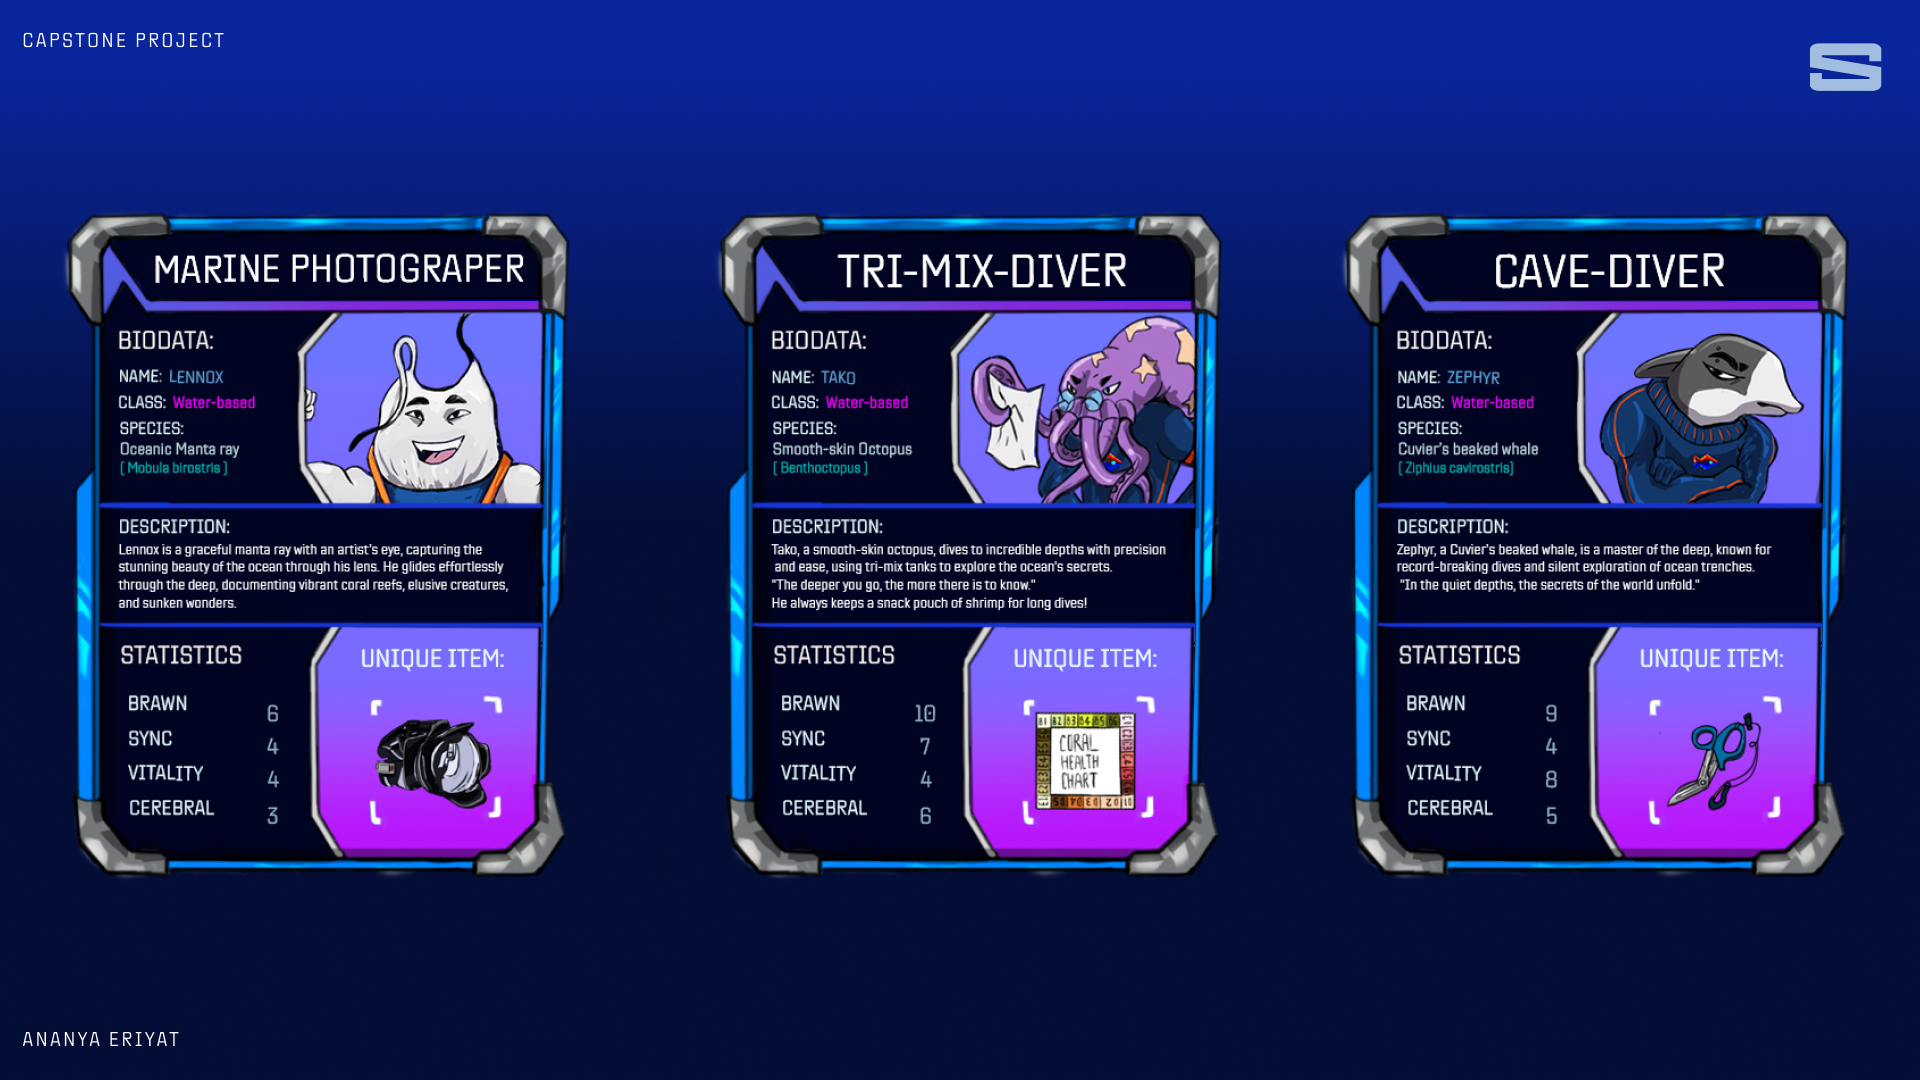 CAPSTONE PROJECT
MARINE PHOTOGRAPER
BIODATA:
NAME: LENNOX
CLASS: Water-based
SPECIES:
Oceanic Manta ray
( Mobula birostris )
DESCRIPTION:
Lennox is a graceful manta ray with an artist's eye, capturing the
stunning beauty of the ocean through his lens. He glides effortlessly
through the deep, documenting vibrant coral reefs, elusive creatures,
and sunken wonders.
STATISTICS
BRAWN 6
SYNC 4
VITALITY 4
CEREBRAL 3
UNIQUE ITEM:
TRI-MIX-DIVER
BIODATA:
NAME: TAKO
CLASS: Water-based
SPECIES:
Smooth-skin Octopus
( Benthoctopus )
DESCRIPTION:
Tako, a smooth-skin octopus, dives to incredible depths with precision
and ease, using tri-mix tanks to explore the ocean's secrets.
"The deeper you go, the more there is to know."
He always keeps a snack pouch of shrimp for long dives!
STATISTICS
BRAWN 10
SYNC 7
VITALITY 4
CEREBRAL 6
UNIQUE ITEM:
B1 B2 B3 B4 B5 B6
CORAL
HEALTH
CHART
CAVE-DIVER
BIODATA:
NAME: ZEPHYR
CLASS: Water-based
SPECIES:
Cuvier's beaked whale
( Ziphius cavirostris)
DESCRIPTION:
Zephyr, a Cuvier's beaked whale, is a master of the deep, known for
record-breaking dives and silent exploration of ocean trenches.
"In the quiet depths, the secrets of the world unfold."
STATISTICS
BRAWN 9
SYNC 4
VITALITY 8
CEREBRAL 5
UNIQUE ITEM:
ANANYA ERIYAT